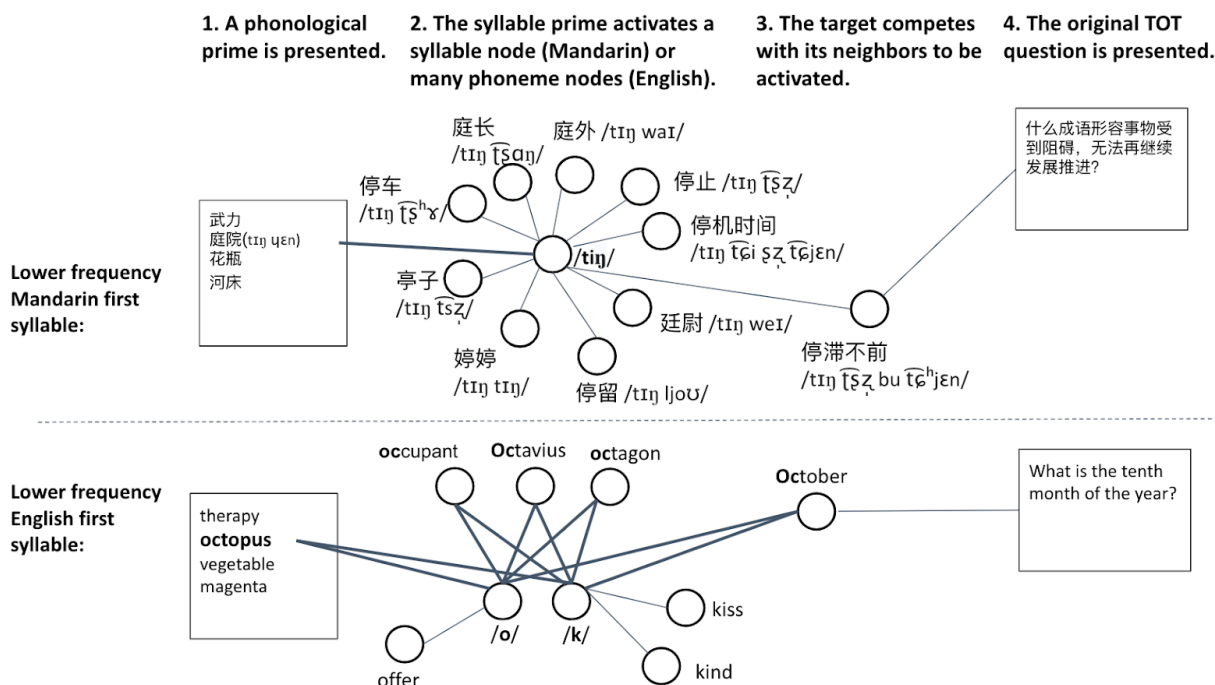 1. A phonological
prime is presented.
2. The syllable prime activates a
syllable node (Mandarin) or
many phoneme nodes (English).
3. The target competes
with its neighbors to be
activated.
4. The original TOT
question is presented.
Lower frequency
Mandarin first
syllable:
武力
庭院(tɪŋ ɥɛn)
花瓶
河床
庭长
/tɪŋ t͡ʂɑŋ/
庭外 /tɪŋ waɪ/
停车
/tɪŋ t͡ʂʰɤ/
停止 /tɪŋ t͡ʂʐ̩/
停机时间
/tɪŋ t͡ɕi ʂʐ̩ t͡ɕjɛn/
/tiŋ/
亭子
/tɪŋ t͡sʐ̩/
廷尉 /tɪŋ weɪ/
婷婷
/tɪŋ tɪŋ/
停留 /tɪŋ ljoʊ/
停滞不前
/tɪŋ t͡ʂʐ̩ bu t͡ɕʰjɛn/
什么成语形容事物受
到阻碍，无法再继续
发展推进?
Lower frequency
English first
syllable:
therapy
octopus
vegetable
magenta
occupant
Octavius
octagon
October
What is the tenth
month of the year?
/o/
/k/
kiss
kind
offer